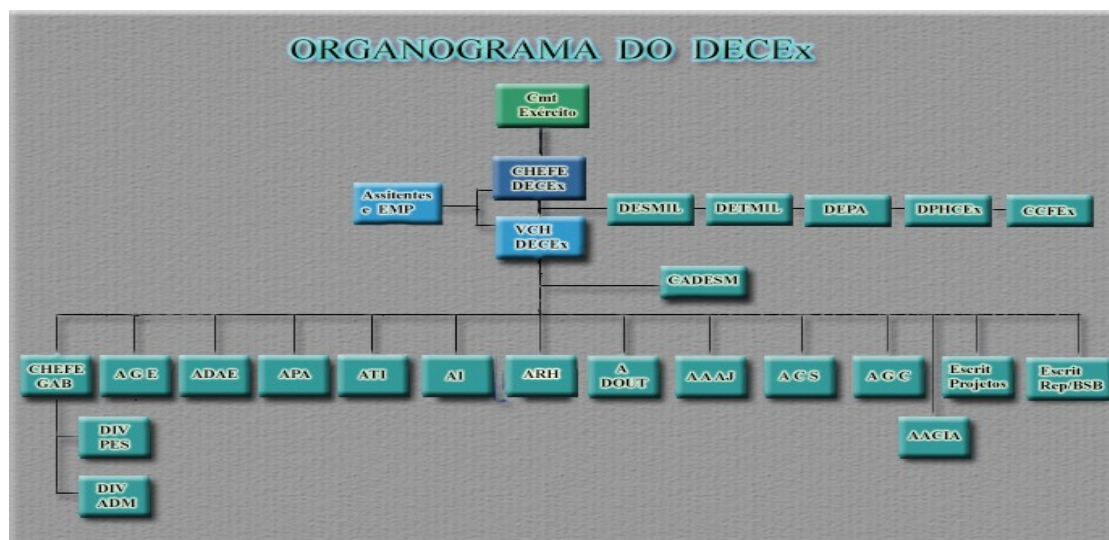 ORGANOGRAMA DO DECEx
Cmt
Exército
CHEFE
DECEx
Assitentes
e EMP
VCH
DECEx
DESMIL
DETMIL
DEPA
DPHCEx
CCFEx
CADESM
CHEFE
GAB
A G E
ADAE
APA
ATI
AI
ARH
A
DOUT
A A A J
A C S
A G C
Escrit
Projetos
Escrit
Rep/BSB
AACIA
DIV
PES
DIV
ADM